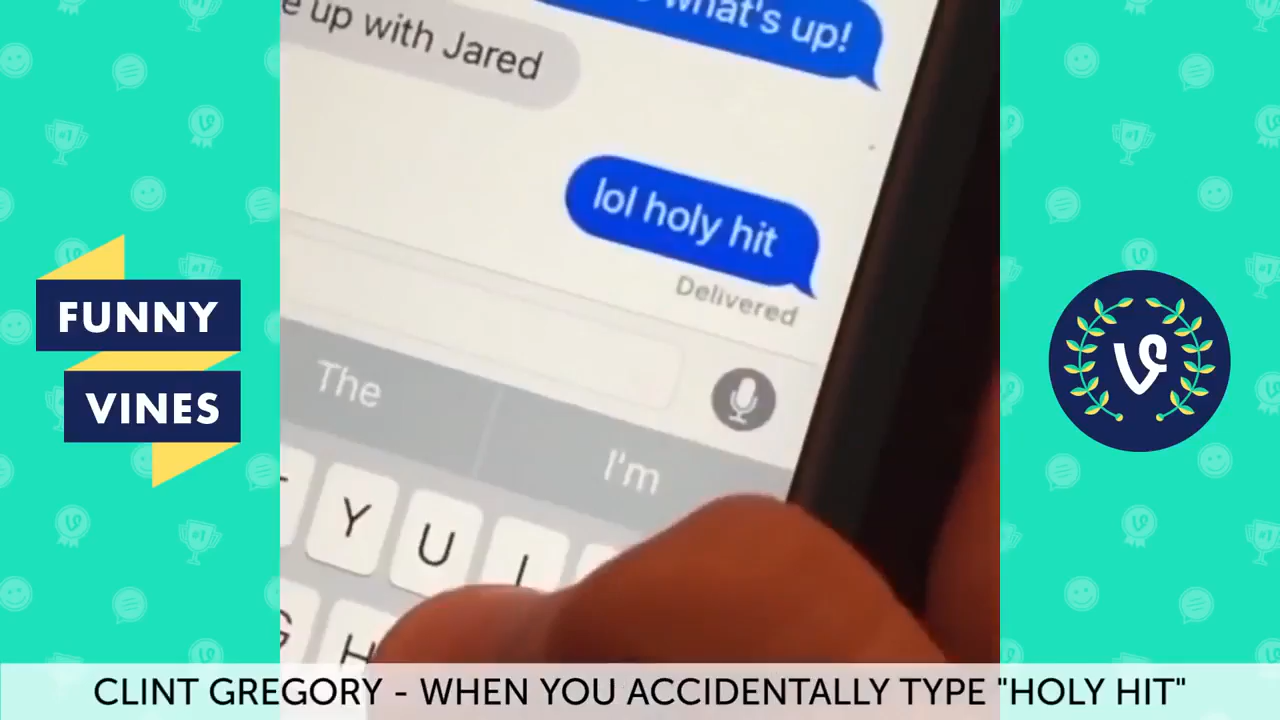 what's up!
e up with Jared
lol holy hit
Delivered
The
I'm
Y U I
G H
FUNNY
VINES
CLINT GREGORY - WHEN YOU ACCIDENTALLY TYPE "HOLY HIT"